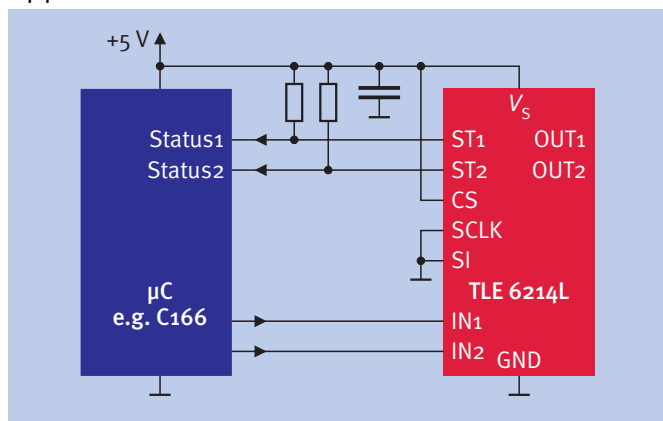 +5 V
VS
Status1
ST1 OUT1
Status2
ST2 OUT2
CS
SCLK
SI
µC
e.g. C166
TLE 6214L
IN1
IN2
GND